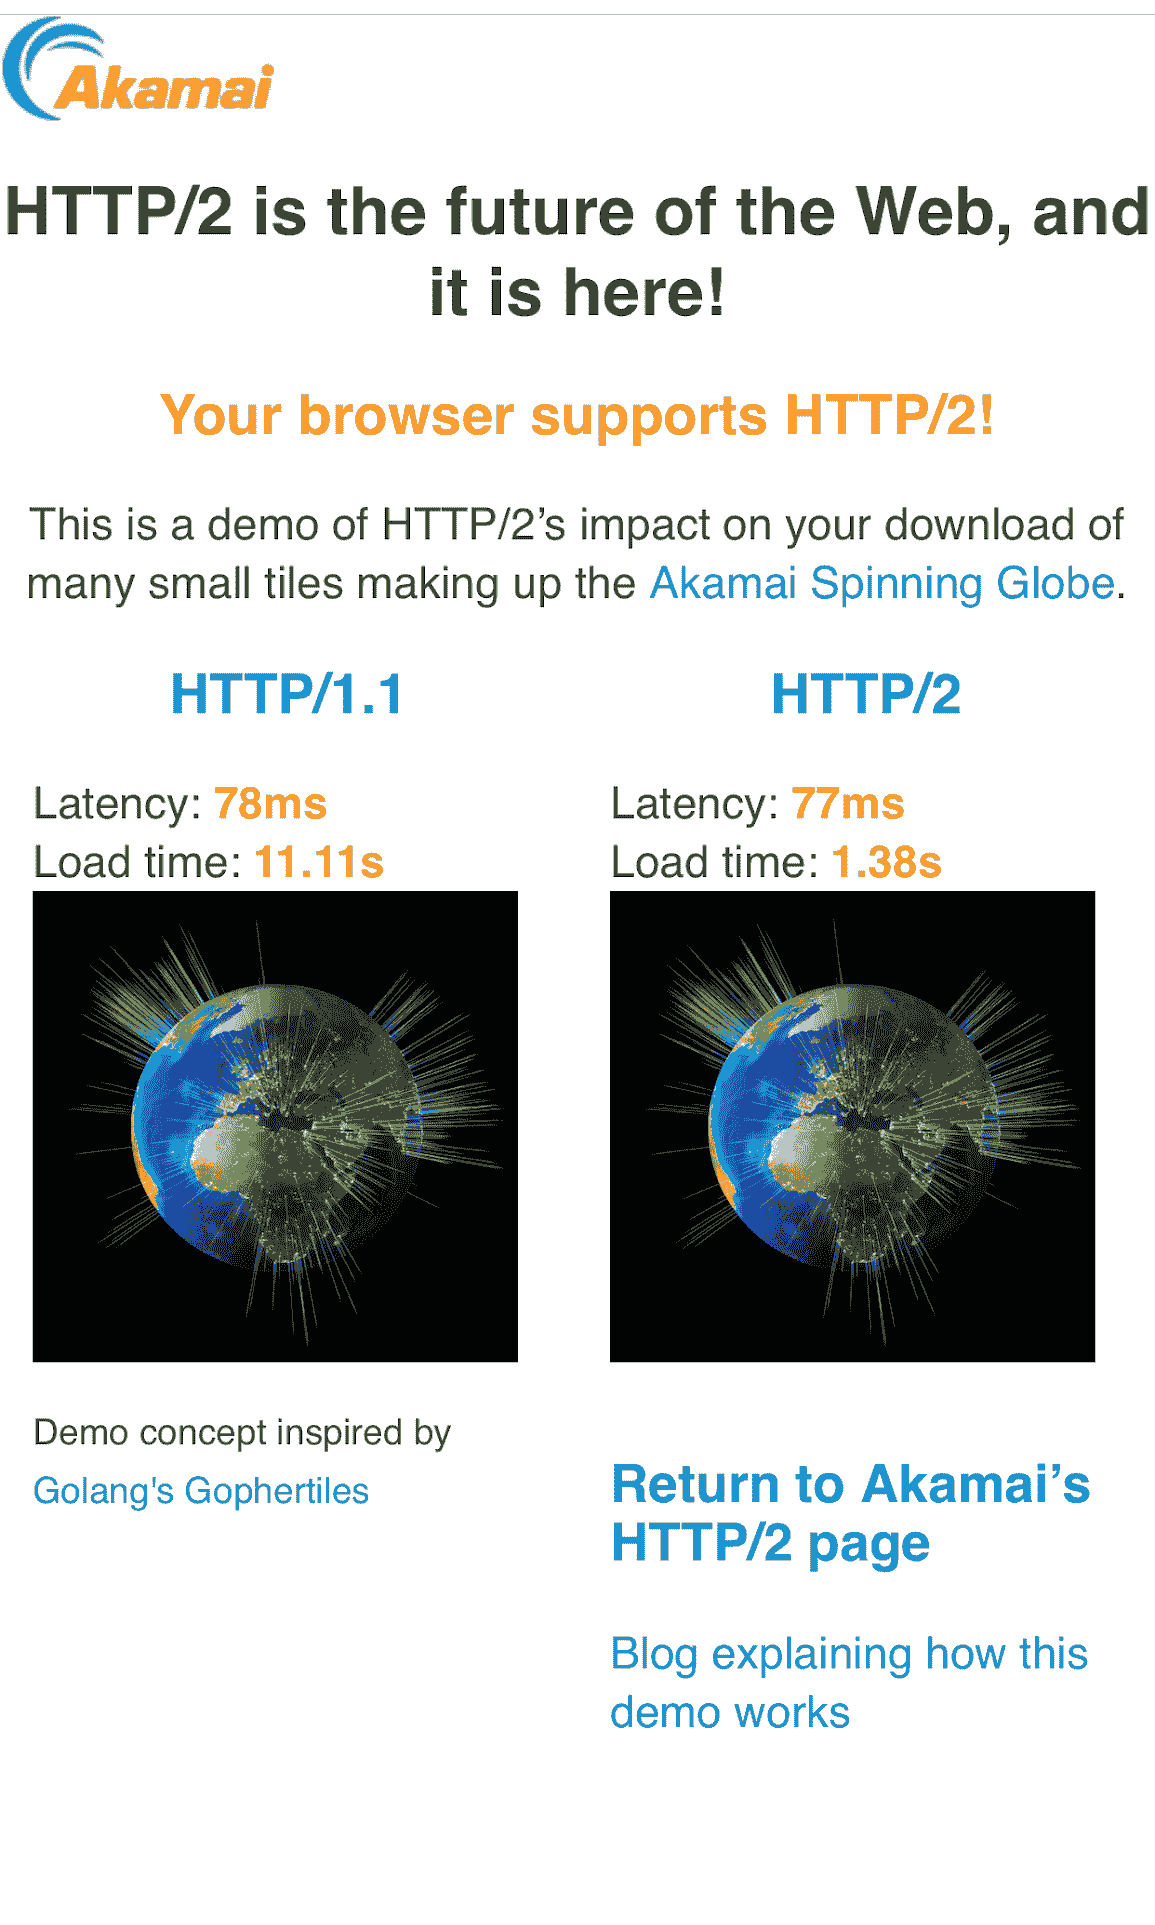 Akamai
HTTP/2 is the future of the Web, and
it is here!
Your browser supports HTTP/2!
This is a demo of HTTP/2’s impact on your download of
many small tiles making up the Akamai Spinning Globe.
HTTP/1.1
Latency: 78ms
Load time: 11.11s
HTTP/2
Latency: 77ms
Load time: 1.38s
Demo concept inspired by
Golang's Gophertiles
Return to Akamai’s
HTTP/2 page
Blog explaining how this
demo works